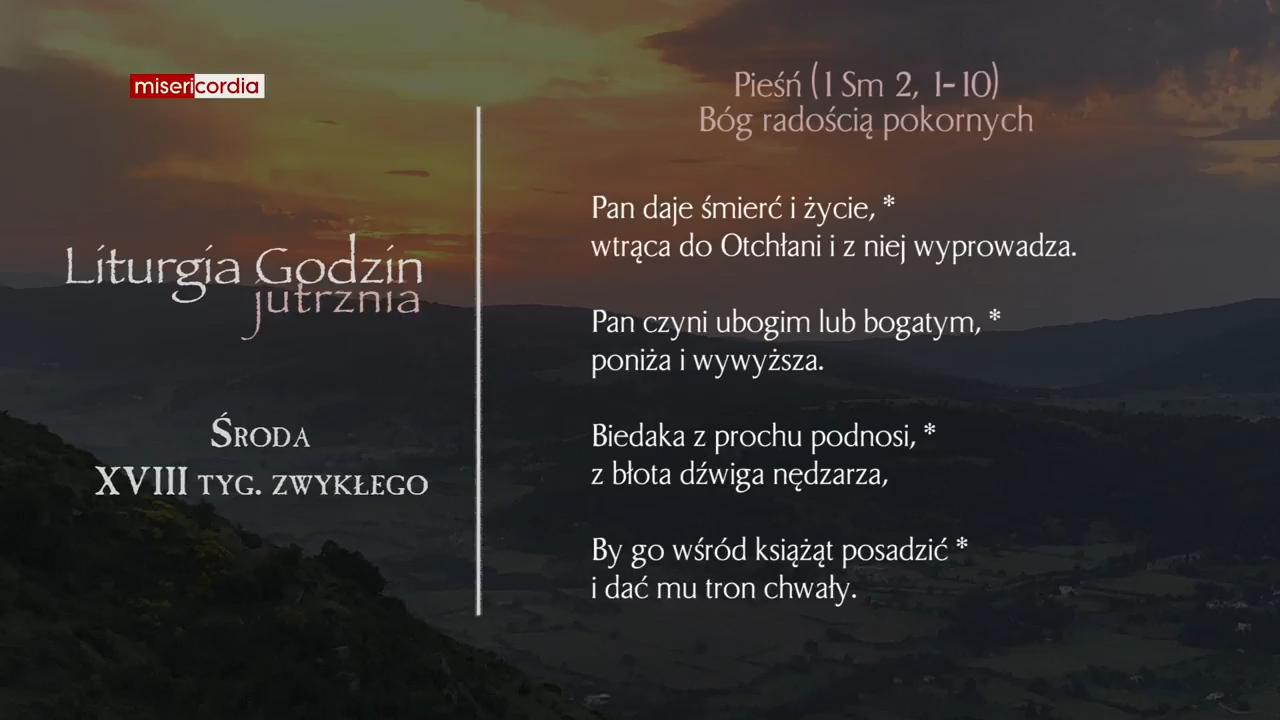 misericordia
Liturgia Godzin
jutrznia
Środa
XVIII tyg. zwykłego
Pieśń (1 Sm 2, 1-10)
Bóg radością pokornych
Pan daje śmierć i życie, *
wtrąca do Otchłani i z niej wyprowadza.
Pan czyni ubogim lub bogatym, *
poniża i wywyższa.
Biedaka z prochu podnosi, *
z błota dźwiga nędzarza,
By go wśród książąt posadzić *
i dać mu tron chwały.